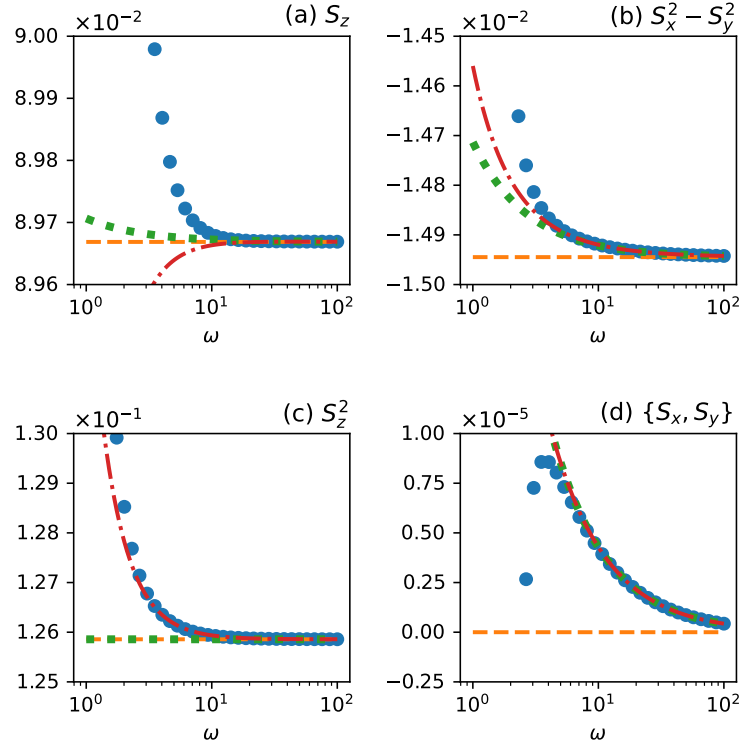 ×10⁻² (a) S_z
9.00
8.99
8.98
8.97
8.96
10⁰ 10¹ 10²
ω
×10⁻² (b) S_x² − S_y²
−1.45
−1.46
−1.47
−1.48
−1.49
−1.50
10⁰ 10¹ 10²
ω
×10⁻¹ (c) S_z²
1.30
1.29
1.28
1.27
1.26
1.25
10⁰ 10¹ 10²
ω
×10⁻⁵ (d) {S_x, S_y}
1.00
0.75
0.50
0.25
0.00
−0.25
10⁰ 10¹ 10²
ω